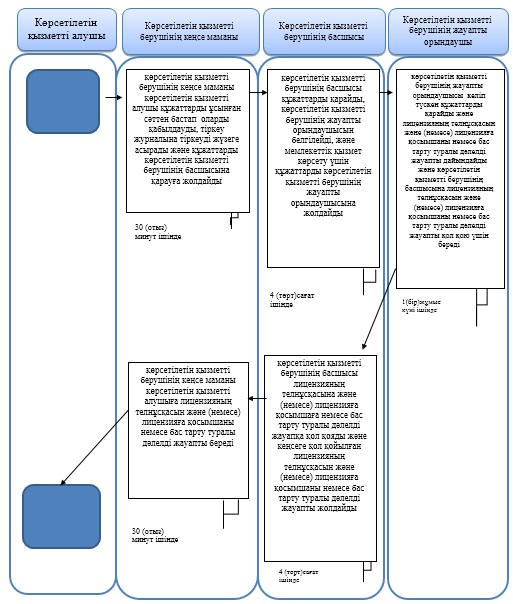 Көрсетілетін
қызметті алушы
Көрсетілетін қызметті
берушінің кеңсе маманы
Көрсетілетін қызметті
берушінің басшысы
Көрсетілетін қызметті
берушінің жауапты
орындаушы
көрсетілетін қызметті
берушінің кеңсе маманы
көрсетілетін қызметті
алушы құжаттарды ұсынған
сәттен бастап оларды
қабылдауды, тіркеу
журналына тіркеуді жүзеге
асырады және құжаттарды
көрсетілетін қызметті
берушінің басшысына
қарауға жолдайды
30 (отыз)
минут ішінде
көрсетілетін қызметті
берушінің басшысы
құжаттарды қарайды,
көрсетілетін қызметті
берушінің жауапты
орындаушысын
белгілейді, және
мемлекеттік қызмет
көрсету үшін
құжаттарды көрсетілетін
қызметті берушінің
жауапты
орындаушысына
жолдайды
4 (төрт)сағат
ішінде
көрсетілетін қызметті
берушінің жауапты
орындаушысы келіп
түскен құжаттарды
қарайды және
лицензияның телнұсқасын
және (немесе) лицензияға
қосымшаны немесе бас
тарту туралы дәлелді
жауапты дайындайды
және көрсетілетін
қызметті берушінің
басшысына лицензияның
телнұсқасын және
(немесе) лицензияға
қосымшаны немесе бас
тарту туралы дәлелді
жауапты қол қою үшін
береді
1(бір)жұмыс
күні ішінде
көрсетілетін қызметті
берушінің кеңсе маманы
көрсетілетін қызметті
алушыға лицензияның
телнұсқасын және (немесе)
лицензияға қосымшаны
немесе бас тарту туралы
дәлелді жауапты береді
30 (отыз)
минут ішінде
көрсетілетін қызметті
берушінің басшысы
лицензияның
телнұсқасына және
(немесе) лицензияға
қосымшаға немесе бас
тарту туралы дәлелді
жауапқа қол қояды және
кеңсеге қол қойылған
лицензияның
телнұсқасын және
(немесе) лицензияға
қосымшаны немесе бас
тарту туралы дәлелді
жауапты жолдайды
4 (төрт)сағат
ішінде